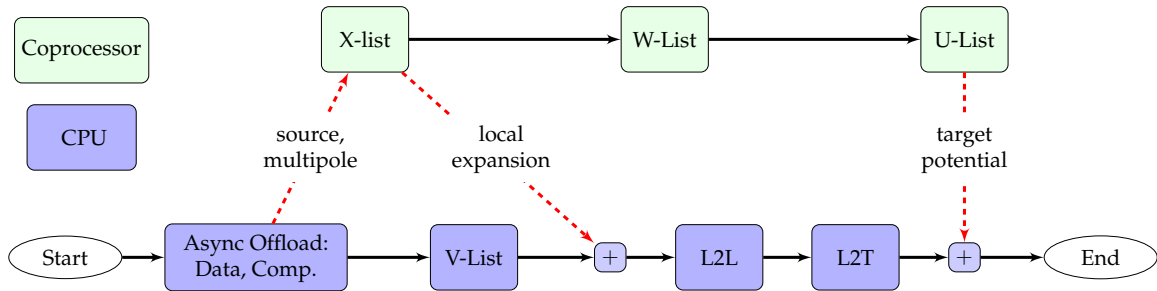 Coprocessor
X-list
W-List
U-List
CPU
source,
multipole
local
expansion
target
potential
Start
Async Offload:
Data, Comp.
V-List
+
L2L
L2T
+
End